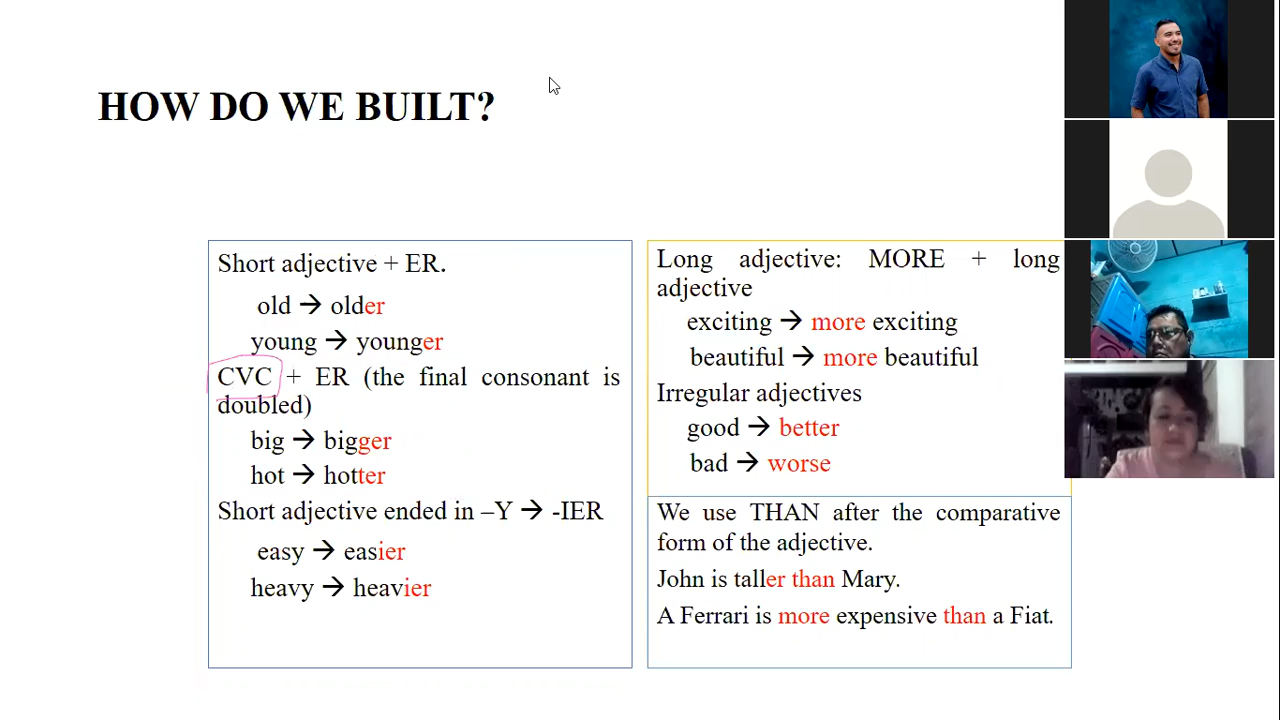 HOW DO WE BUILT?
Short adjective + ER.
old → older
young → younger
CVC + ER (the final consonant is
doubled)
big → bigger
hot → hotter
Short adjective ended in –Y → -IER
easy → easier
heavy → heavier
Long adjective: MORE + long
adjective
exciting → more exciting
beautiful → more beautiful
Irregular adjectives
good → better
bad → worse
We use THAN after the comparative
form of the adjective.
John is taller than Mary.
A Ferrari is more expensive than a Fiat.